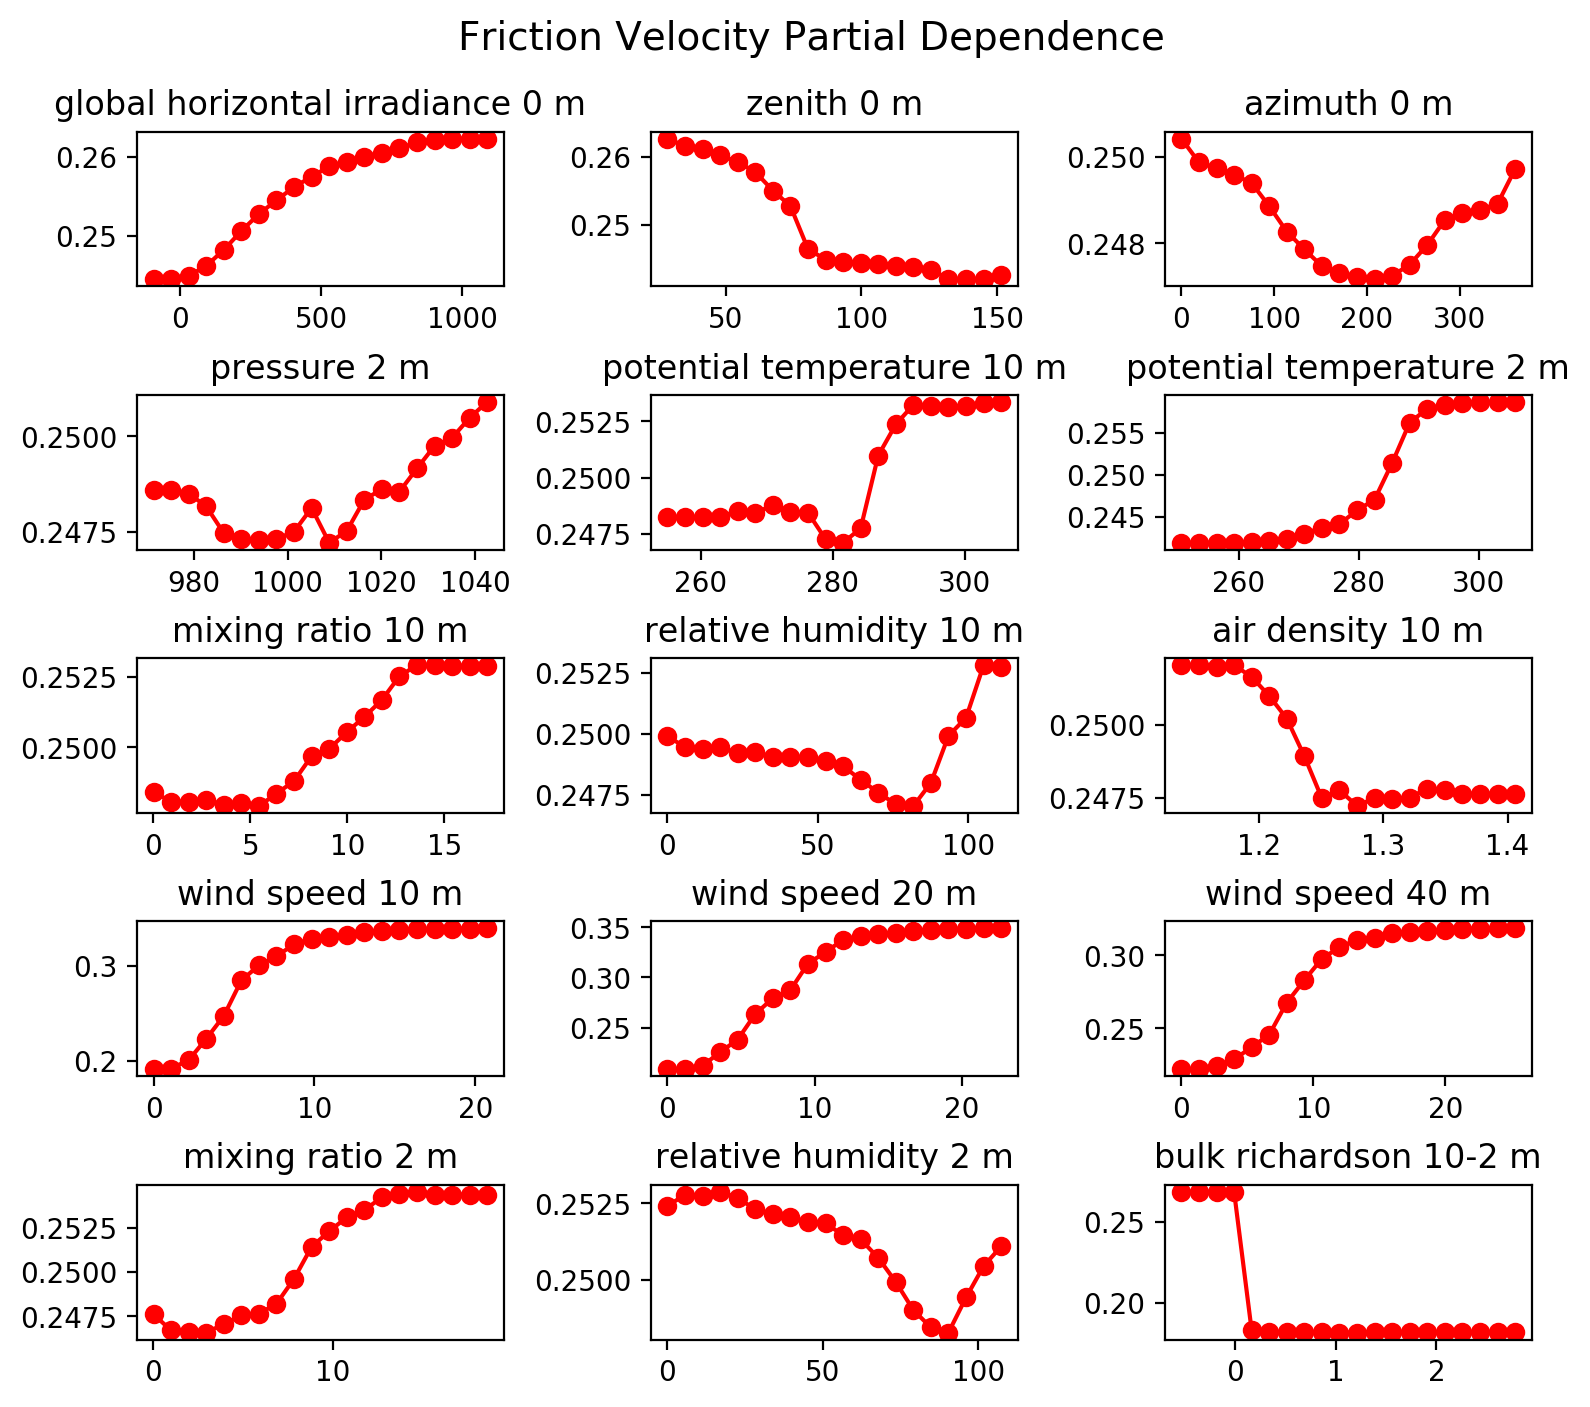 Friction Velocity Partial Dependence
global horizontal irradiance 0 m
0.26
0.25
0 500 1000
zenith 0 m
0.26
0.25
50 100 150
azimuth 0 m
0.250
0.248
0 100 200 300
pressure 2 m
0.2500
0.2475
980 1000 1020 1040
potential temperature 10 m
0.2525
0.2500
0.2475
260 280 300
potential temperature 2 m
0.255
0.250
0.245
260 280 300
mixing ratio 10 m
0.2525
0.2500
0 5 10 15
relative humidity 10 m
0.2525
0.2500
0.2475
0 50 100
air density 10 m
0.2500
0.2475
1.2 1.3 1.4
wind speed 10 m
0.3
0.2
0 10 20
wind speed 20 m
0.35
0.30
0.25
0 10 20
wind speed 40 m
0.30
0.25
0 10 20
mixing ratio 2 m
0.2525
0.2500
0.2475
0 10
relative humidity 2 m
0.2525
0.2500
0 50 100
bulk richardson 10-2 m
0.25
0.20
0 1 2